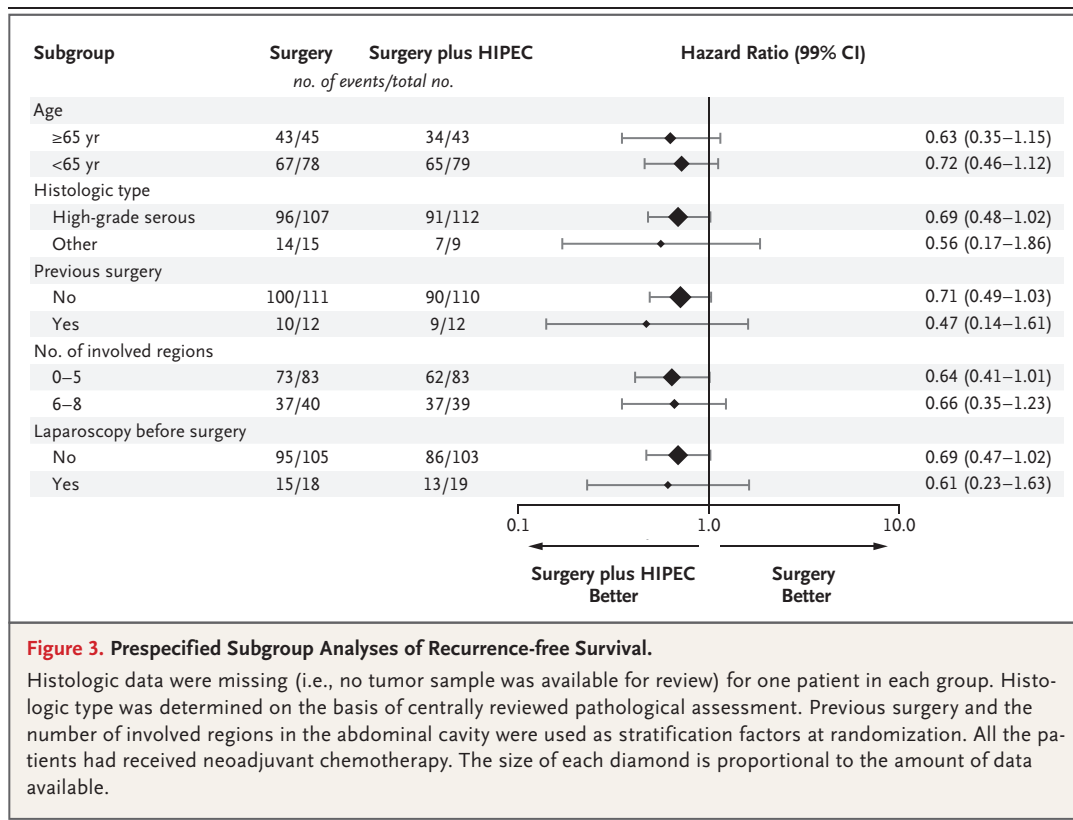 Subgroup Surgery Surgery plus HIPEC Hazard Ratio (99% CI)
no. of events/total no.
Age
≥65 yr 43/45 34/43 0.63 (0.35–1.15)
<65 yr 67/78 65/79 0.72 (0.46–1.12)
Histologic type
High-grade serous 96/107 91/112 0.69 (0.48–1.02)
Other 14/15 7/9 0.56 (0.17–1.86)
Previous surgery
No 100/111 90/110 0.71 (0.49–1.03)
Yes 10/12 9/12 0.47 (0.14–1.61)
No. of involved regions
0–5 73/83 62/83 0.64 (0.41–1.01)
6–8 37/40 37/39 0.66 (0.35–1.23)
Laparoscopy before surgery
No 95/105 86/103 0.69 (0.47–1.02)
Yes 15/18 13/19 0.61 (0.23–1.63)
0.1 1.0 10.0
Surgery plus HIPEC Surgery
Better Better
Figure 3. Prespecified Subgroup Analyses of Recurrence-free Survival.
Histologic data were missing (i.e., no tumor sample was available for review) for one patient in each group. Histo-
logic type was determined on the basis of centrally reviewed pathological assessment. Previous surgery and the
number of involved regions in the abdominal cavity were used as stratification factors at randomization. All the pa-
tients had received neoadjuvant chemotherapy. The size of each diamond is proportional to the amount of data
available.